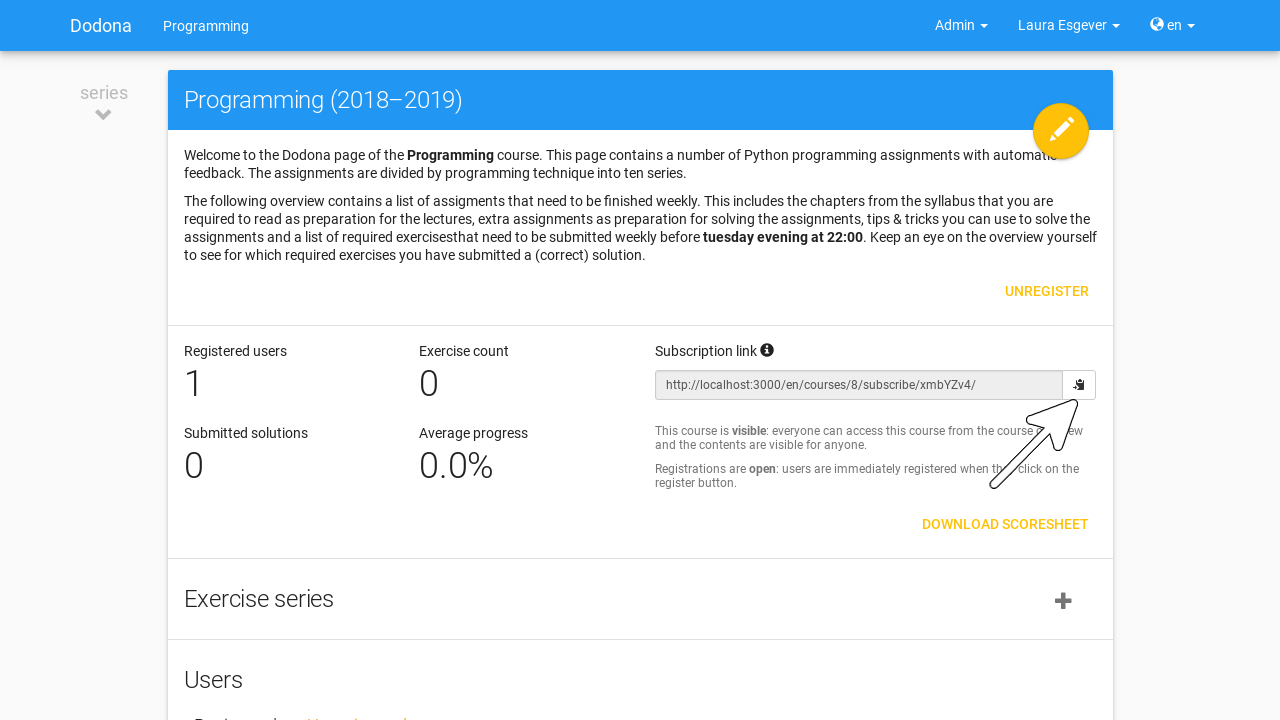 Dodona Programming Admin Laura Esgever en
series
Programming (2018–2019)
Welcome to the Dodona page of the Programming course. This page contains a number of Python programming assignments with automatic
feedback. The assignments are divided by programming technique into ten series.
The following overview contains a list of assigments that need to be finished weekly. This includes the chapters from the syllabus that you are
required to read as preparation for the lectures, extra assignments as preparation for solving the assignments, tips & tricks you can use to solve the
assignments and a list of required exercisesthat need to be submitted weekly before tuesday evening at 22:00. Keep an eye on the overview yourself
to see for which required exercises you have submitted a (correct) solution.
UNREGISTER
Registered users
1
Exercise count
0
Subscription link
http://localhost:3000/en/courses/8/subscribe/xmbYZv4/
Submitted solutions
0
Average progress
0.0%
This course is visible: everyone can access this course from the course
and the contents are visible for anyone.
Registrations are open: users are immediately registered when click on the
register button.
DOWNLOAD SCORESHEET
Exercise series
Users